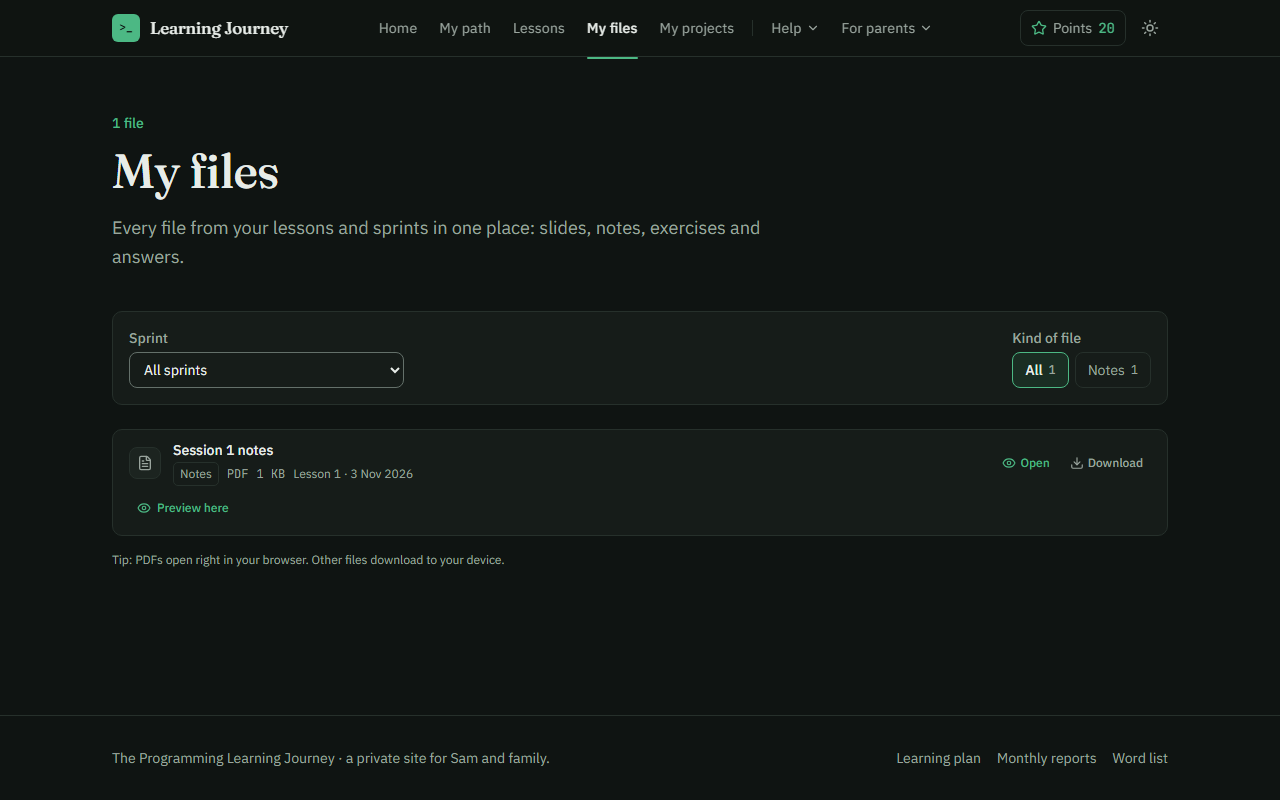 >_ Learning Journey
Home
My path
Lessons
My files
My projects
Help
For parents
Points 20
1 file
My files
Every file from your lessons and sprints in one place: slides, notes, exercises and
answers.
Sprint
All sprints
Kind of file
All 1
Notes 1
Session 1 notes
Notes PDF 1 KB Lesson 1 · 3 Nov 2026
Open
Download
Preview here
Tip: PDFs open right in your browser. Other files download to your device.
The Programming Learning Journey · a private site for Sam and family.
Learning plan
Monthly reports
Word list